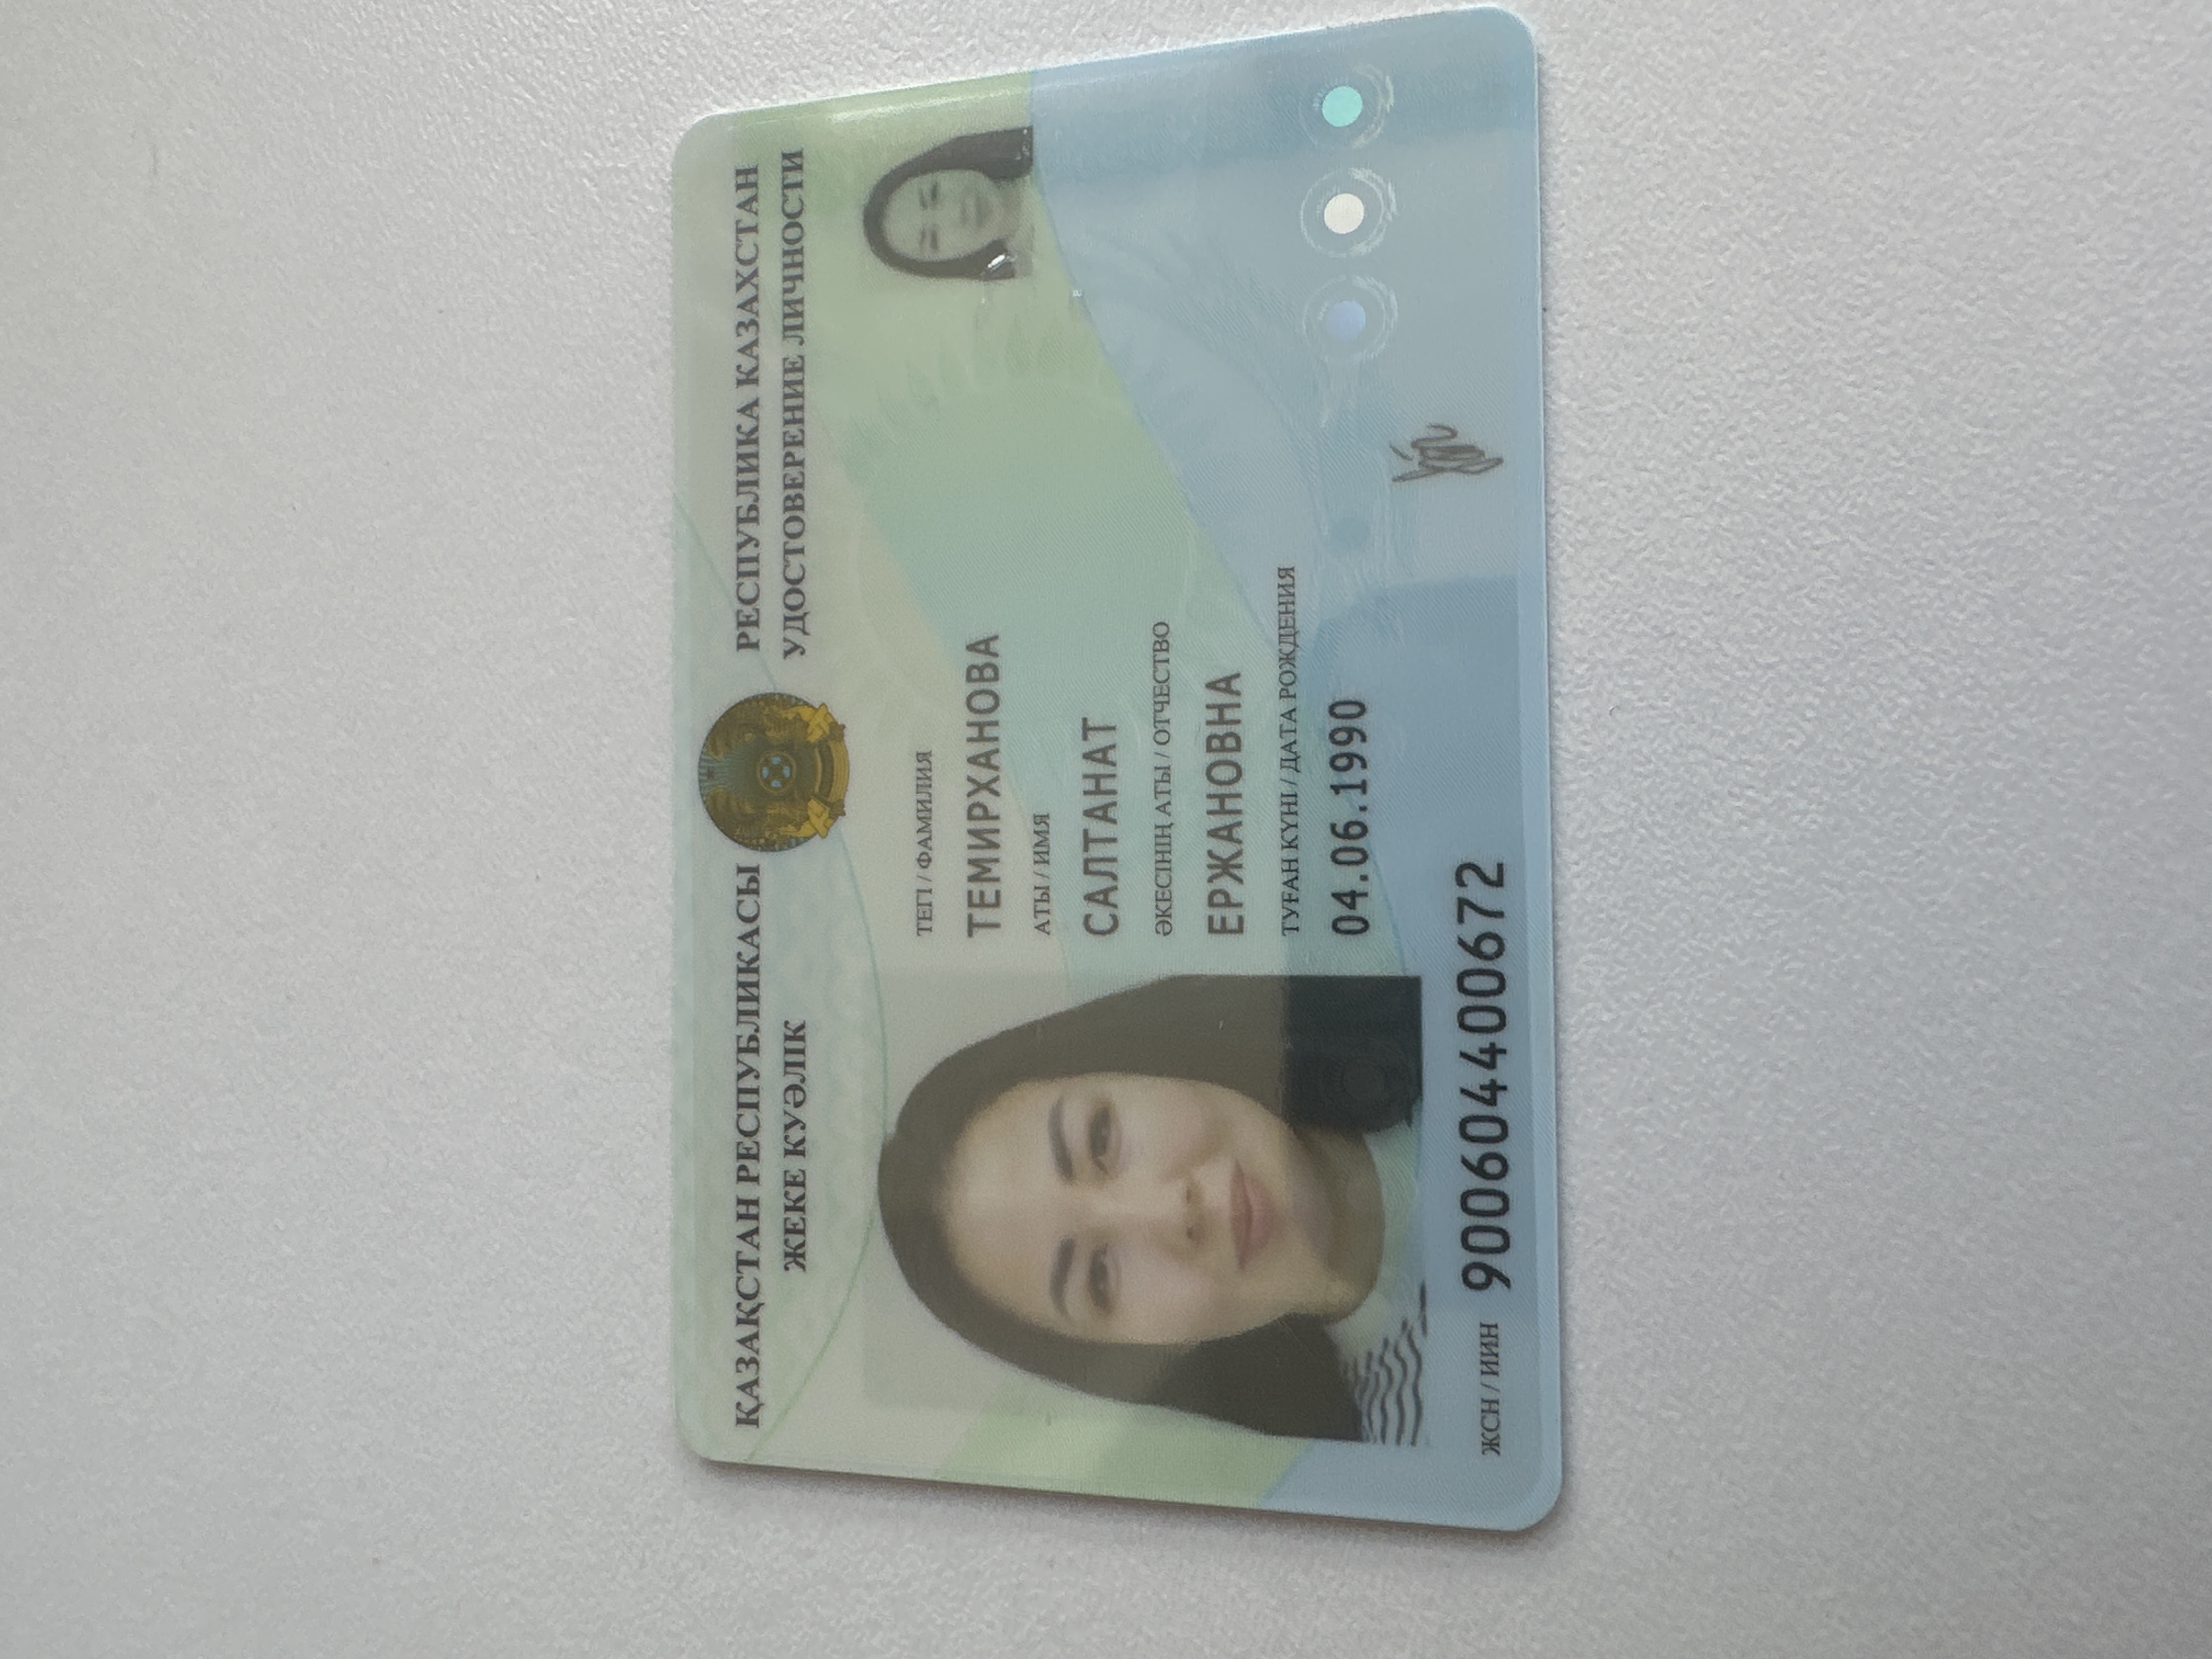 ҚАЗАҚСТАН РЕСПУБЛИКАСЫ
ЖЕКЕ КУӘЛІК
РЕСПУБЛИКА КАЗАХСТАН
УДОСТОВЕРЕНИЕ ЛИЧНОСТИ
ТЕГІ / ФАМИЛИЯ
ТЕМИРХАНОВА
АТЫ / ИМЯ
САЛТАНАТ
ӘКЕСІНІҢ АТЫ / ОТЧЕСТВО
ЕРЖАНОВНА
ТУҒАН КҮНІ / ДАТА РОЖДЕНИЯ
04.06.1990
ЖСН / ИИН 900604400672